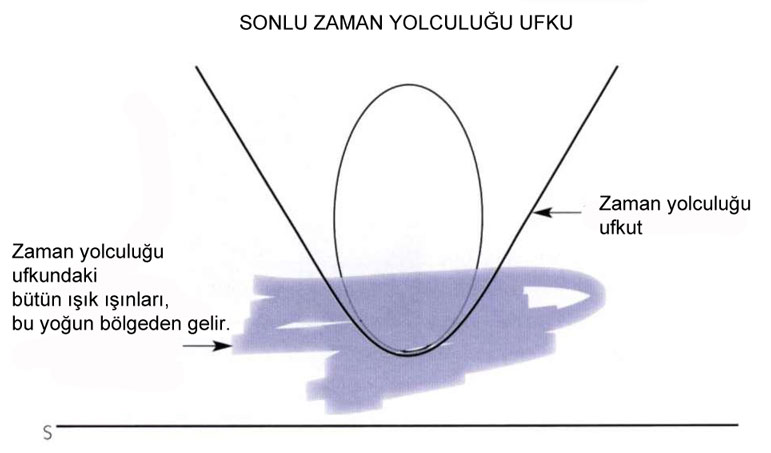 SONLU ZAMAN YOLCULUĞU UFKU
Zaman yolculuğu
ufkut
Zaman yolculuğu
ufkundaki
bütün ışık ışınları,
bu yoğun bölgeden gelir.
S